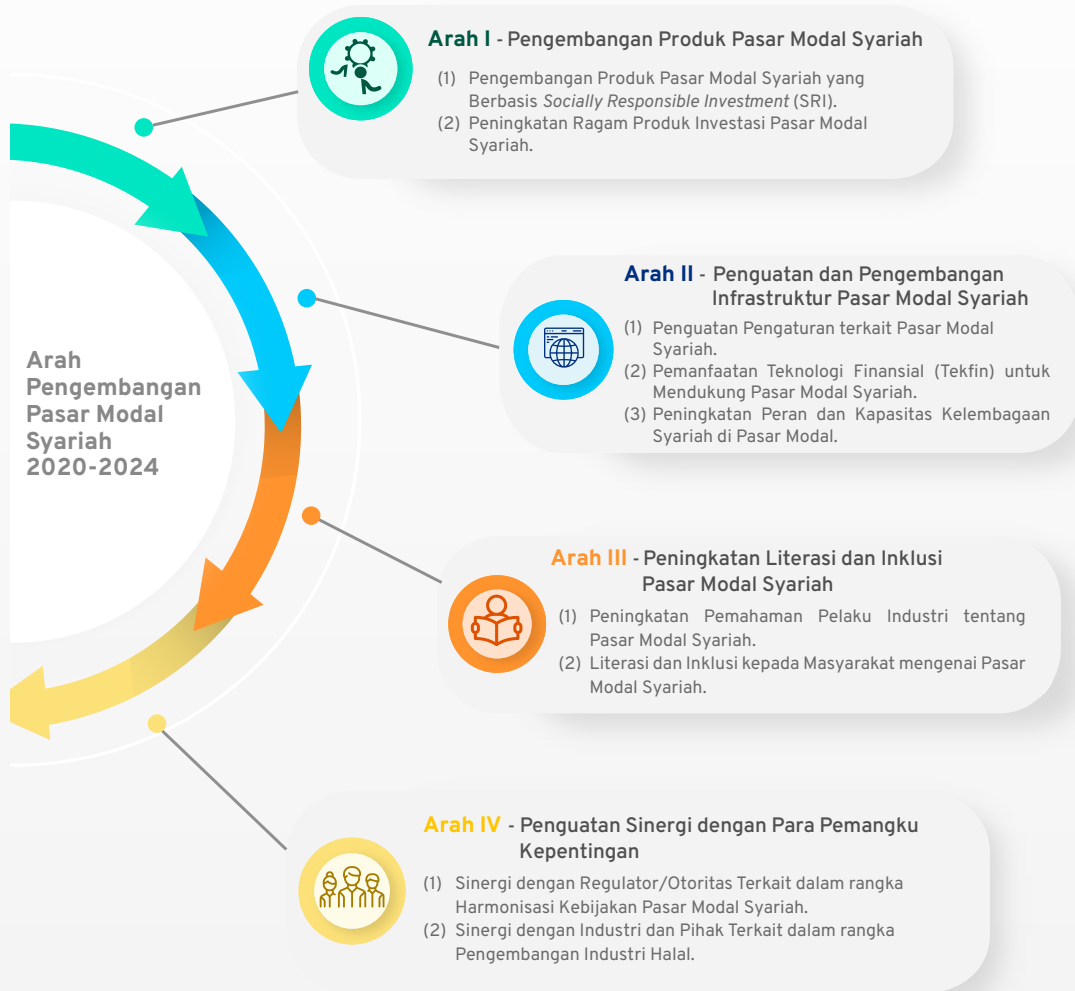 Arah
Pengembangan
Pasar Modal
Syariah
2020-2024
Arah I - Pengembangan Produk Pasar Modal Syariah
(1) Pengembangan Produk Pasar Modal Syariah yang
Berbasis Socially Responsible Investment (SRI).
(2) Peningkatan Ragam Produk Investasi Pasar Modal
Syariah.
Arah II - Penguatan dan Pengembangan
Infrastruktur Pasar Modal Syariah
(1) Penguatan Pengaturan terkait Pasar Modal
Syariah.
(2) Pemanfaatan Teknologi Finansial (Tekfin) untuk
Mendukung Pasar Modal Syariah.
(3) Peningkatan Peran dan Kapasitas Kelembagaan
Syariah di Pasar Modal.
Arah III - Peningkatan Literasi dan Inklusi
Pasar Modal Syariah
(1) Peningkatan Pemahaman Pelaku Industri tentang
Pasar Modal Syariah.
(2) Literasi dan Inklusi kepada Masyarakat mengenai Pasar
Modal Syariah.
Arah IV - Penguatan Sinergi dengan Para Pemangku
Kepentingan
(1) Sinergi dengan Regulator/Otoritas Terkait dalam rangka
Harmonisasi Kebijakan Pasar Modal Syariah.
(2) Sinergi dengan Industri dan Pihak Terkait dalam rangka
Pengembangan Industri Halal.